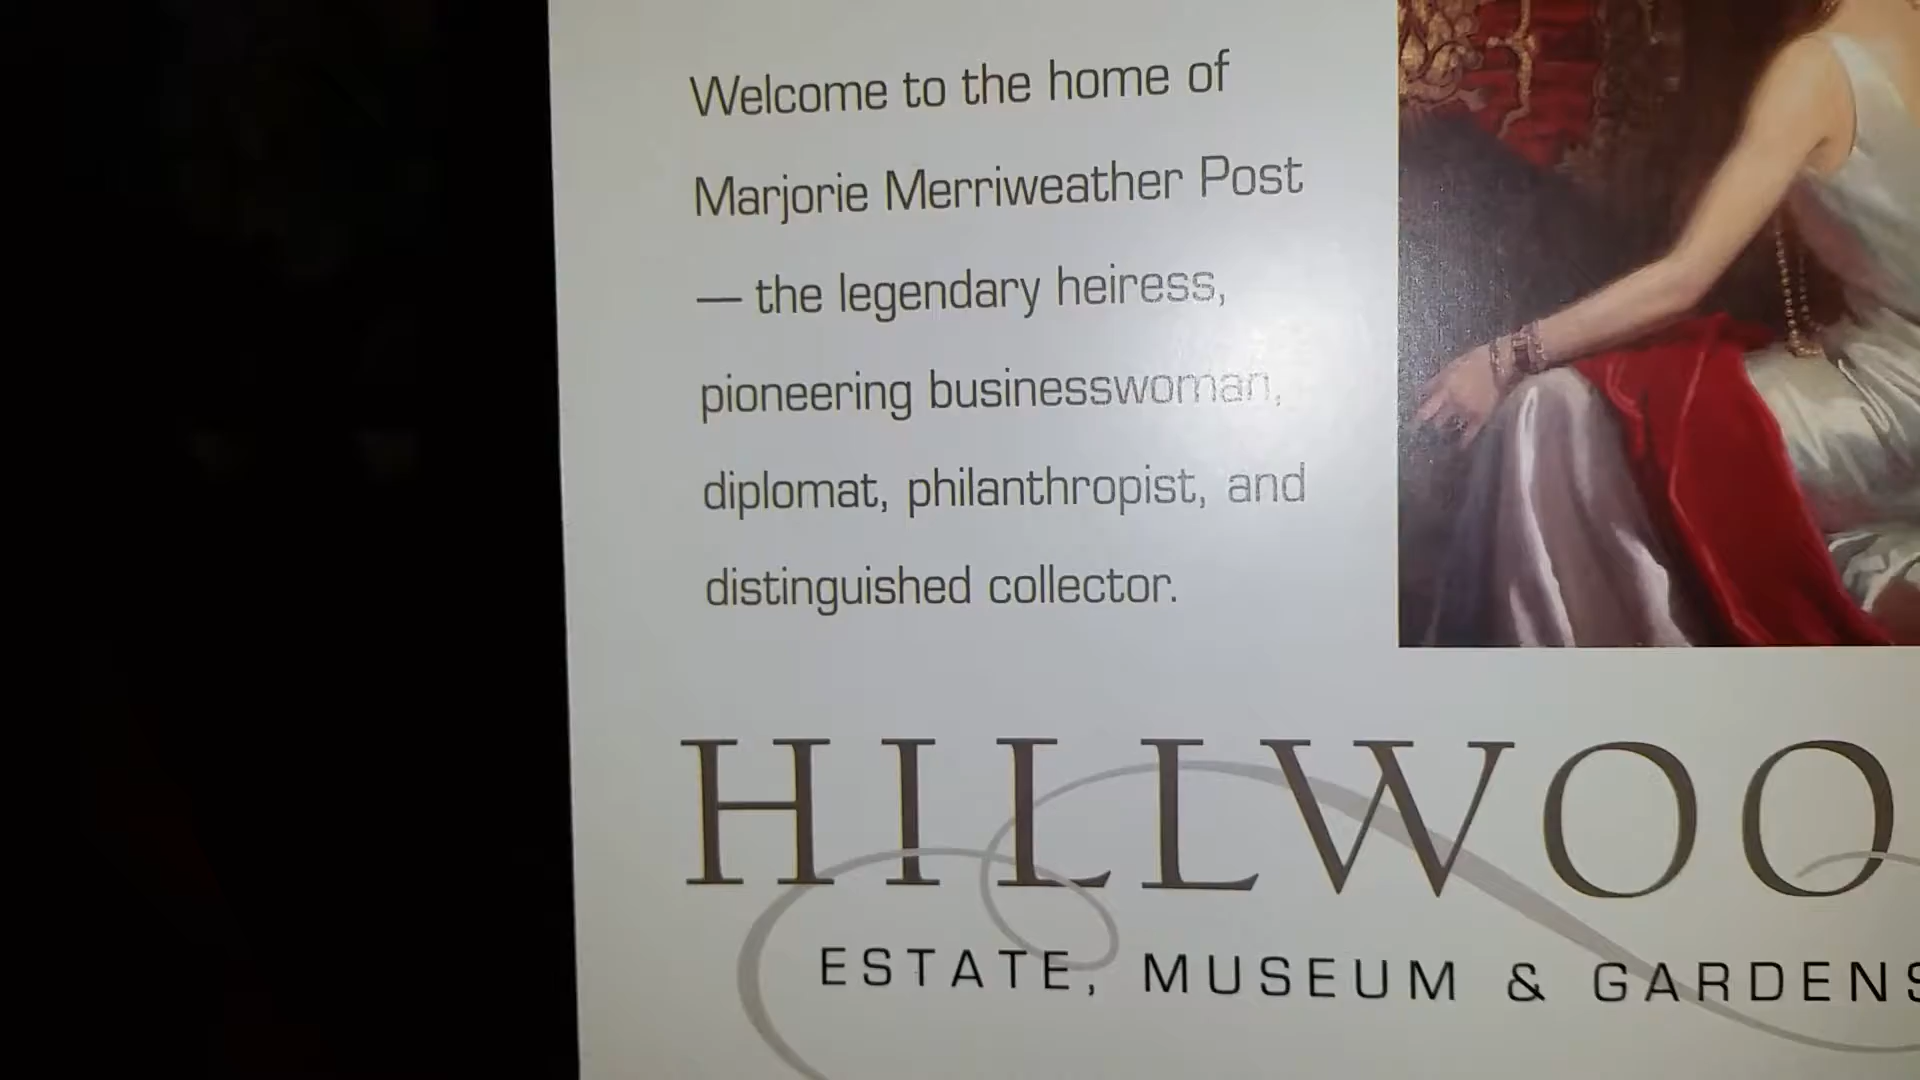 Welcome to the home of
Marjorie Merriweather Post
— the legendary heiress,
pioneering businesswoman,
diplomat, philanthropist, and
distinguished collector.
HILLWOO
ESTATE, MUSEUM & GARDENS